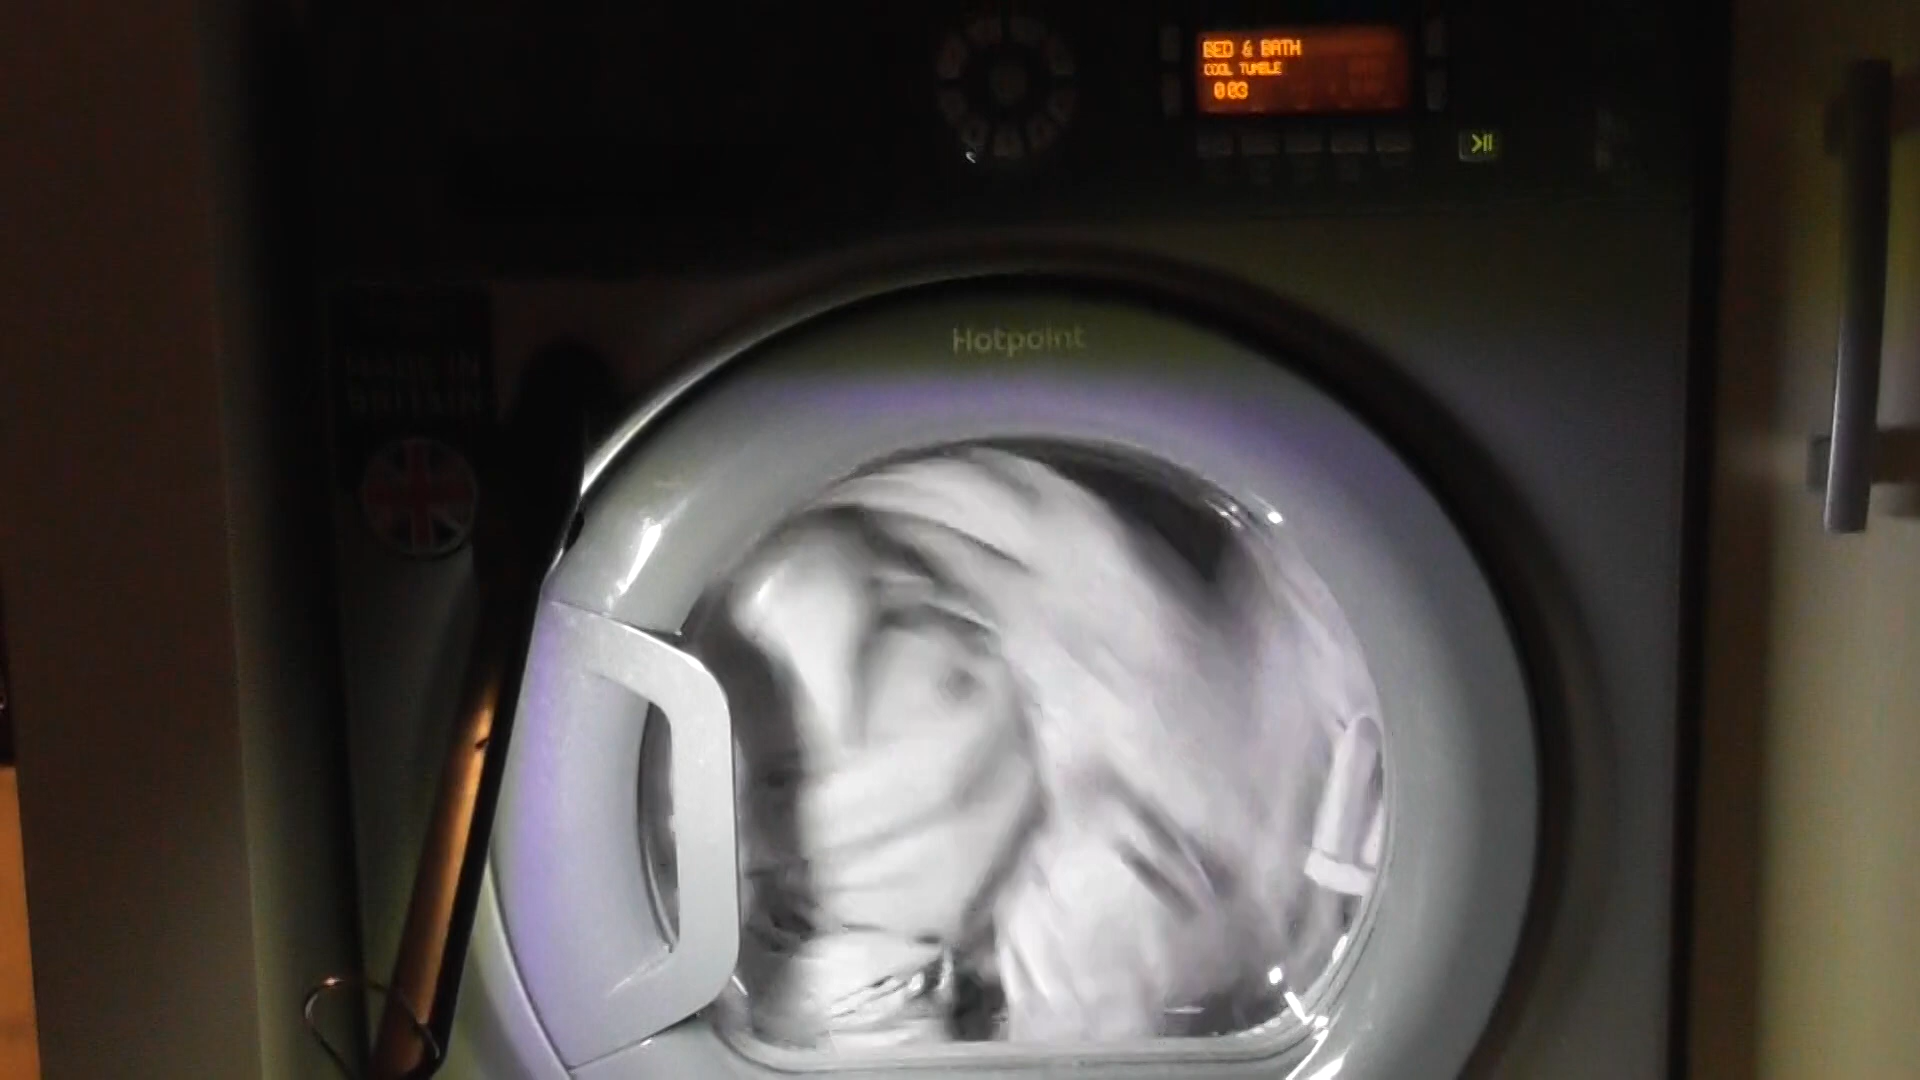 BED & BATH
COOL TUMBLE
0:03
Hotpoint
MADE IN
BRITAIN